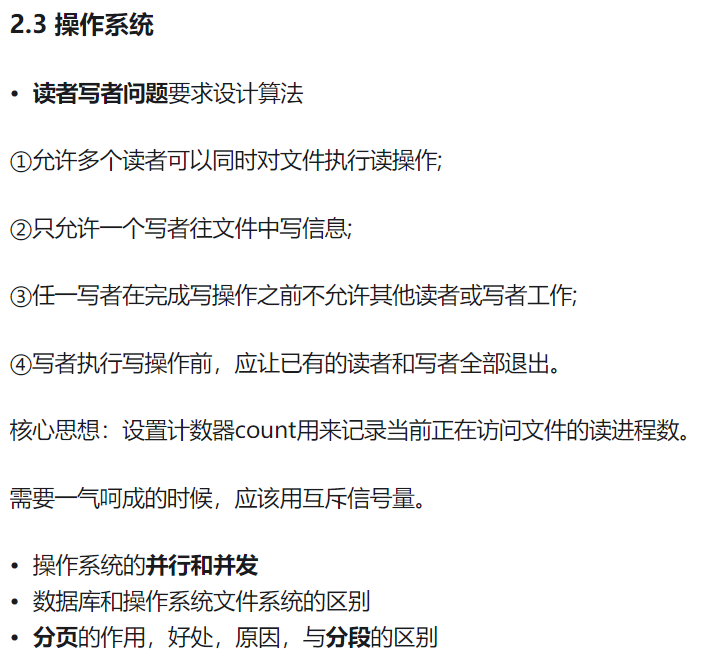 2.3 操作系统
• 读者写者问题要求设计算法
①允许多个读者可以同时对文件执行读操作;
②只允许一个写者往文件中写信息;
③任一写者在完成写操作之前不允许其他读者或写者工作;
④写者执行写操作前，应让已有的读者和写者全部退出。
核心思想：设置计数器count用来记录当前正在访问文件的读进程数。
需要一气呵成的时候，应该用互斥信号量。
• 操作系统的并行和并发
• 数据库和操作系统文件系统的区别
• 分页的作用，好处，原因，与分段的区别